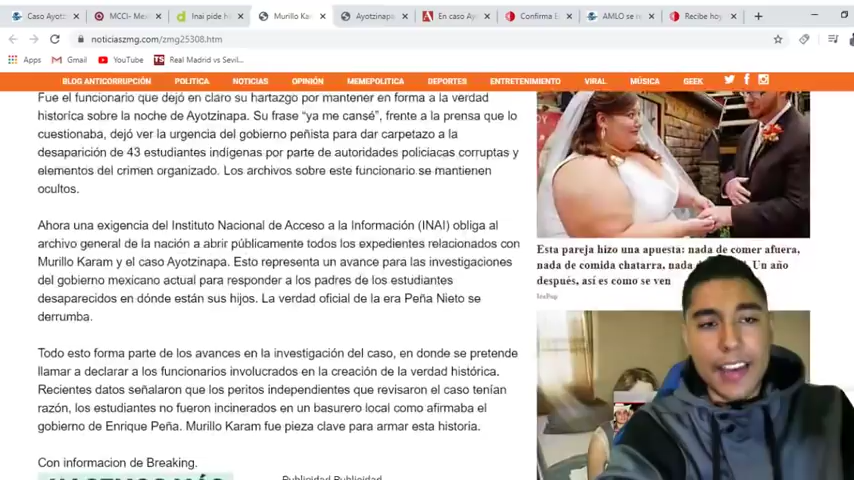 Caso Ayotz
MCCI- Mex
Inai pide h
Murillo Kar
Ayotzinapa
En caso Ay
Confirma E
AMLO se r
Recibe hoy
noticiaszmg.com/zmg25308.htm
Apps Gmail YouTube Real Madrid vs Sevil...
BLOG ANTICORRUPCIÓN POLITICA NOTICIAS OPINIÓN MEMEPOLITICA DEPORTES ENTRETENIMIENTO VIRAL MÚSICA GEEK
Fue el funcionario que dejó en claro su hartazgo por mantener en forma a la verdad
historíca sobre la noche de Ayotzinapa. Su frase “ya me cansé”, frente a la prensa que lo
cuestionaba, dejó ver la urgencia del gobierno peñista para dar carpetazo a la
desaparición de 43 estudiantes indígenas por parte de autoridades policiacas corruptas y
elementos del crimen organizado. Los archivos sobre este funcionario se mantienen
ocultos.
Ahora una exigencia del Instituto Nacional de Acceso a la Información (INAI) obliga al
archivo general de la nación a abrir públicamente todos los expedientes relacionados con
Murillo Karam y el caso Ayotzinapa. Esto representa un avance para las investigaciones
del gobierno mexicano actual para responder a los padres de los estudiantes
desaparecidos en dónde están sus hijos. La verdad oficial de la era Peña Nieto se
derrumba.
Todo esto forma parte de los avances en la investigación del caso, en donde se pretende
llamar a declarar a los funcionarios involucrados en la creación de la verdad histórica.
Recientes datos señalaron que los peritos independientes que revisaron el caso tenían
razón, los estudiantes no fueron incinerados en un basurero local como afirmaba el
gobierno de Enrique Peña. Murillo Karam fue pieza clave para armar esta historia.
Con informacion de Breaking.
Publicidad Publicidad
Esta pareja hizo una apuesta: nada de comer afuera,
nada de comida chatarra, nada Un año
después, así es como se ven